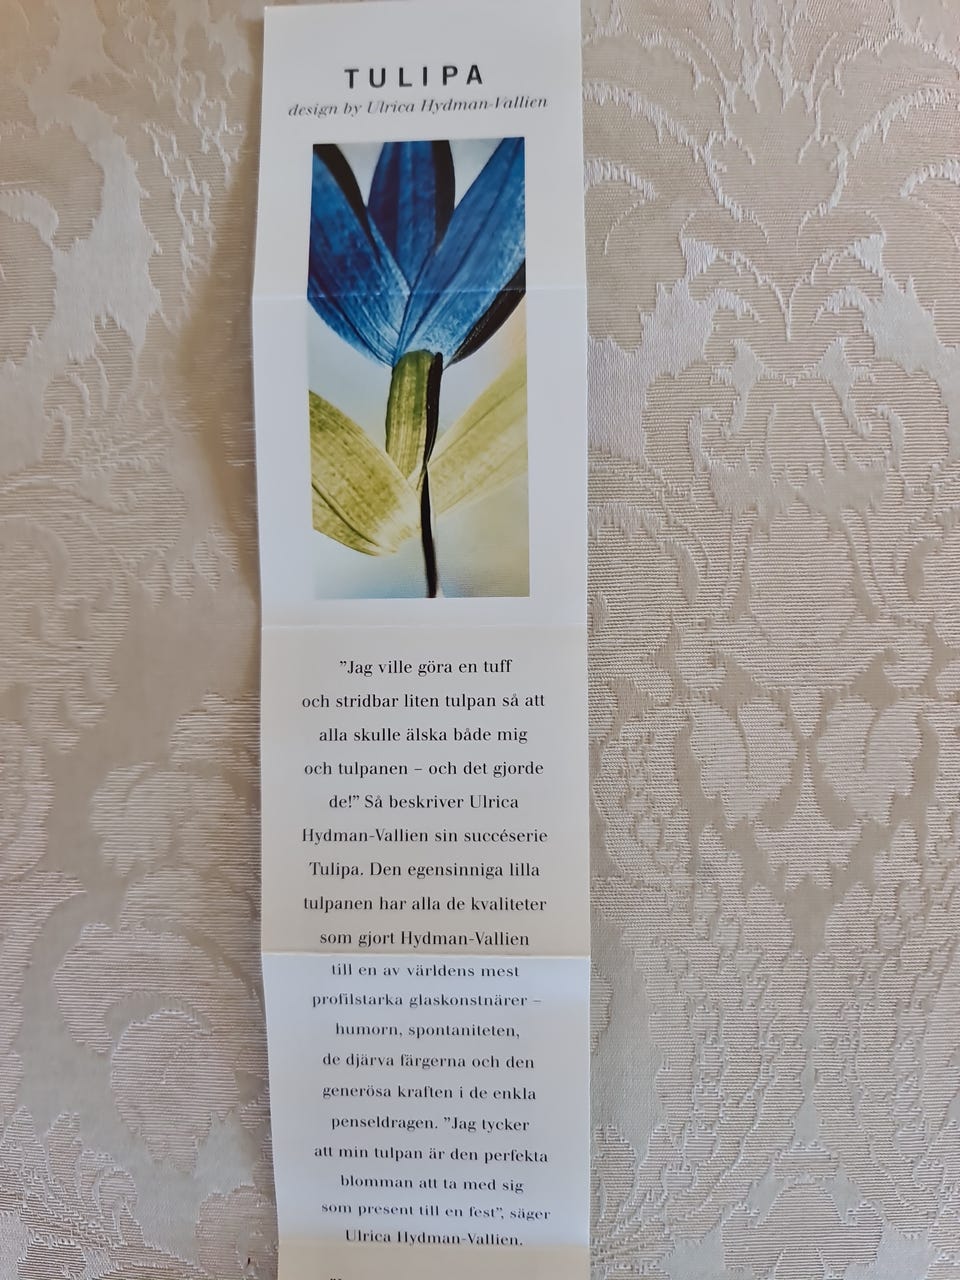 TULIPA
design by Ulrica Hydman-Vallien
”Jag ville göra en tuff
och stridbar liten tulpan så att
alla skulle älska både mig
och tulpanen – och det gjorde
de!” Så beskriver Ulrica
Hydman-Vallien sin succéserie
Tulipa. Den egensinniga lilla
tulpanen har alla de kvaliteter
som gjort Hydman-Vallien
till en av världens mest
profilstarka glaskonstnärer –
humorn, spontaniteten,
de djärva färgerna och den
generösa kraften i de enkla
penseldragen. ”Jag tycker
att min tulpan är den perfekta
blomman att ta med sig
som present till en fest”, säger
Ulrica Hydman-Vallien.